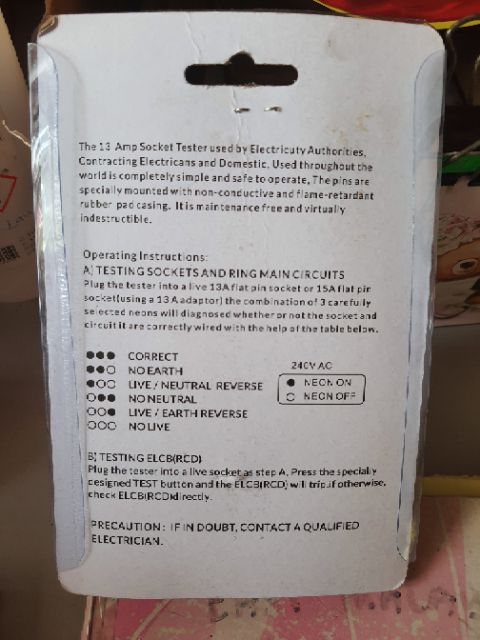 The 13 Amp Socket Tester used by Electricuty Authorities,
Contracting Electricans and Domestic. Used throughout the
world is completely simple and safe to operate, The pins are
specially mounted with non-conductive and flame-retardant
rubber pad casing. It is maintenance free and virtually
indestructible.
Operating Instructions:
A) TESTING SOCKETS AND RING MAIN CIRCUITS
Plug the tester into a live 13A flat pin socket or 15A flat pin
socket(using a 13 A adaptor) the combination of 3 carefully
selected neons will diagnosed whether or not the socket and
circuit it are correctly wired with the help of the table below.
●●● CORRECT
●●○ NO EARTH
●○○ LIVE / NEUTRAL REVERSE
○●● NO NEUTRAL
○○● LIVE / EARTH REVERSE
○○○ NO LIVE
240V AC
● NEON ON
○ NEON OFF
B) TESTING ELCB(RCD)
Plug the tester into a live socket as step A. Press the specially
designed TEST button and the ELCB(RCD) will trip.if otherwise,
check ELCB(RCD)directly.
PRECAUTION: IF IN DOUBT, CONTACT A QUALIFIED
ELECTRICIAN.